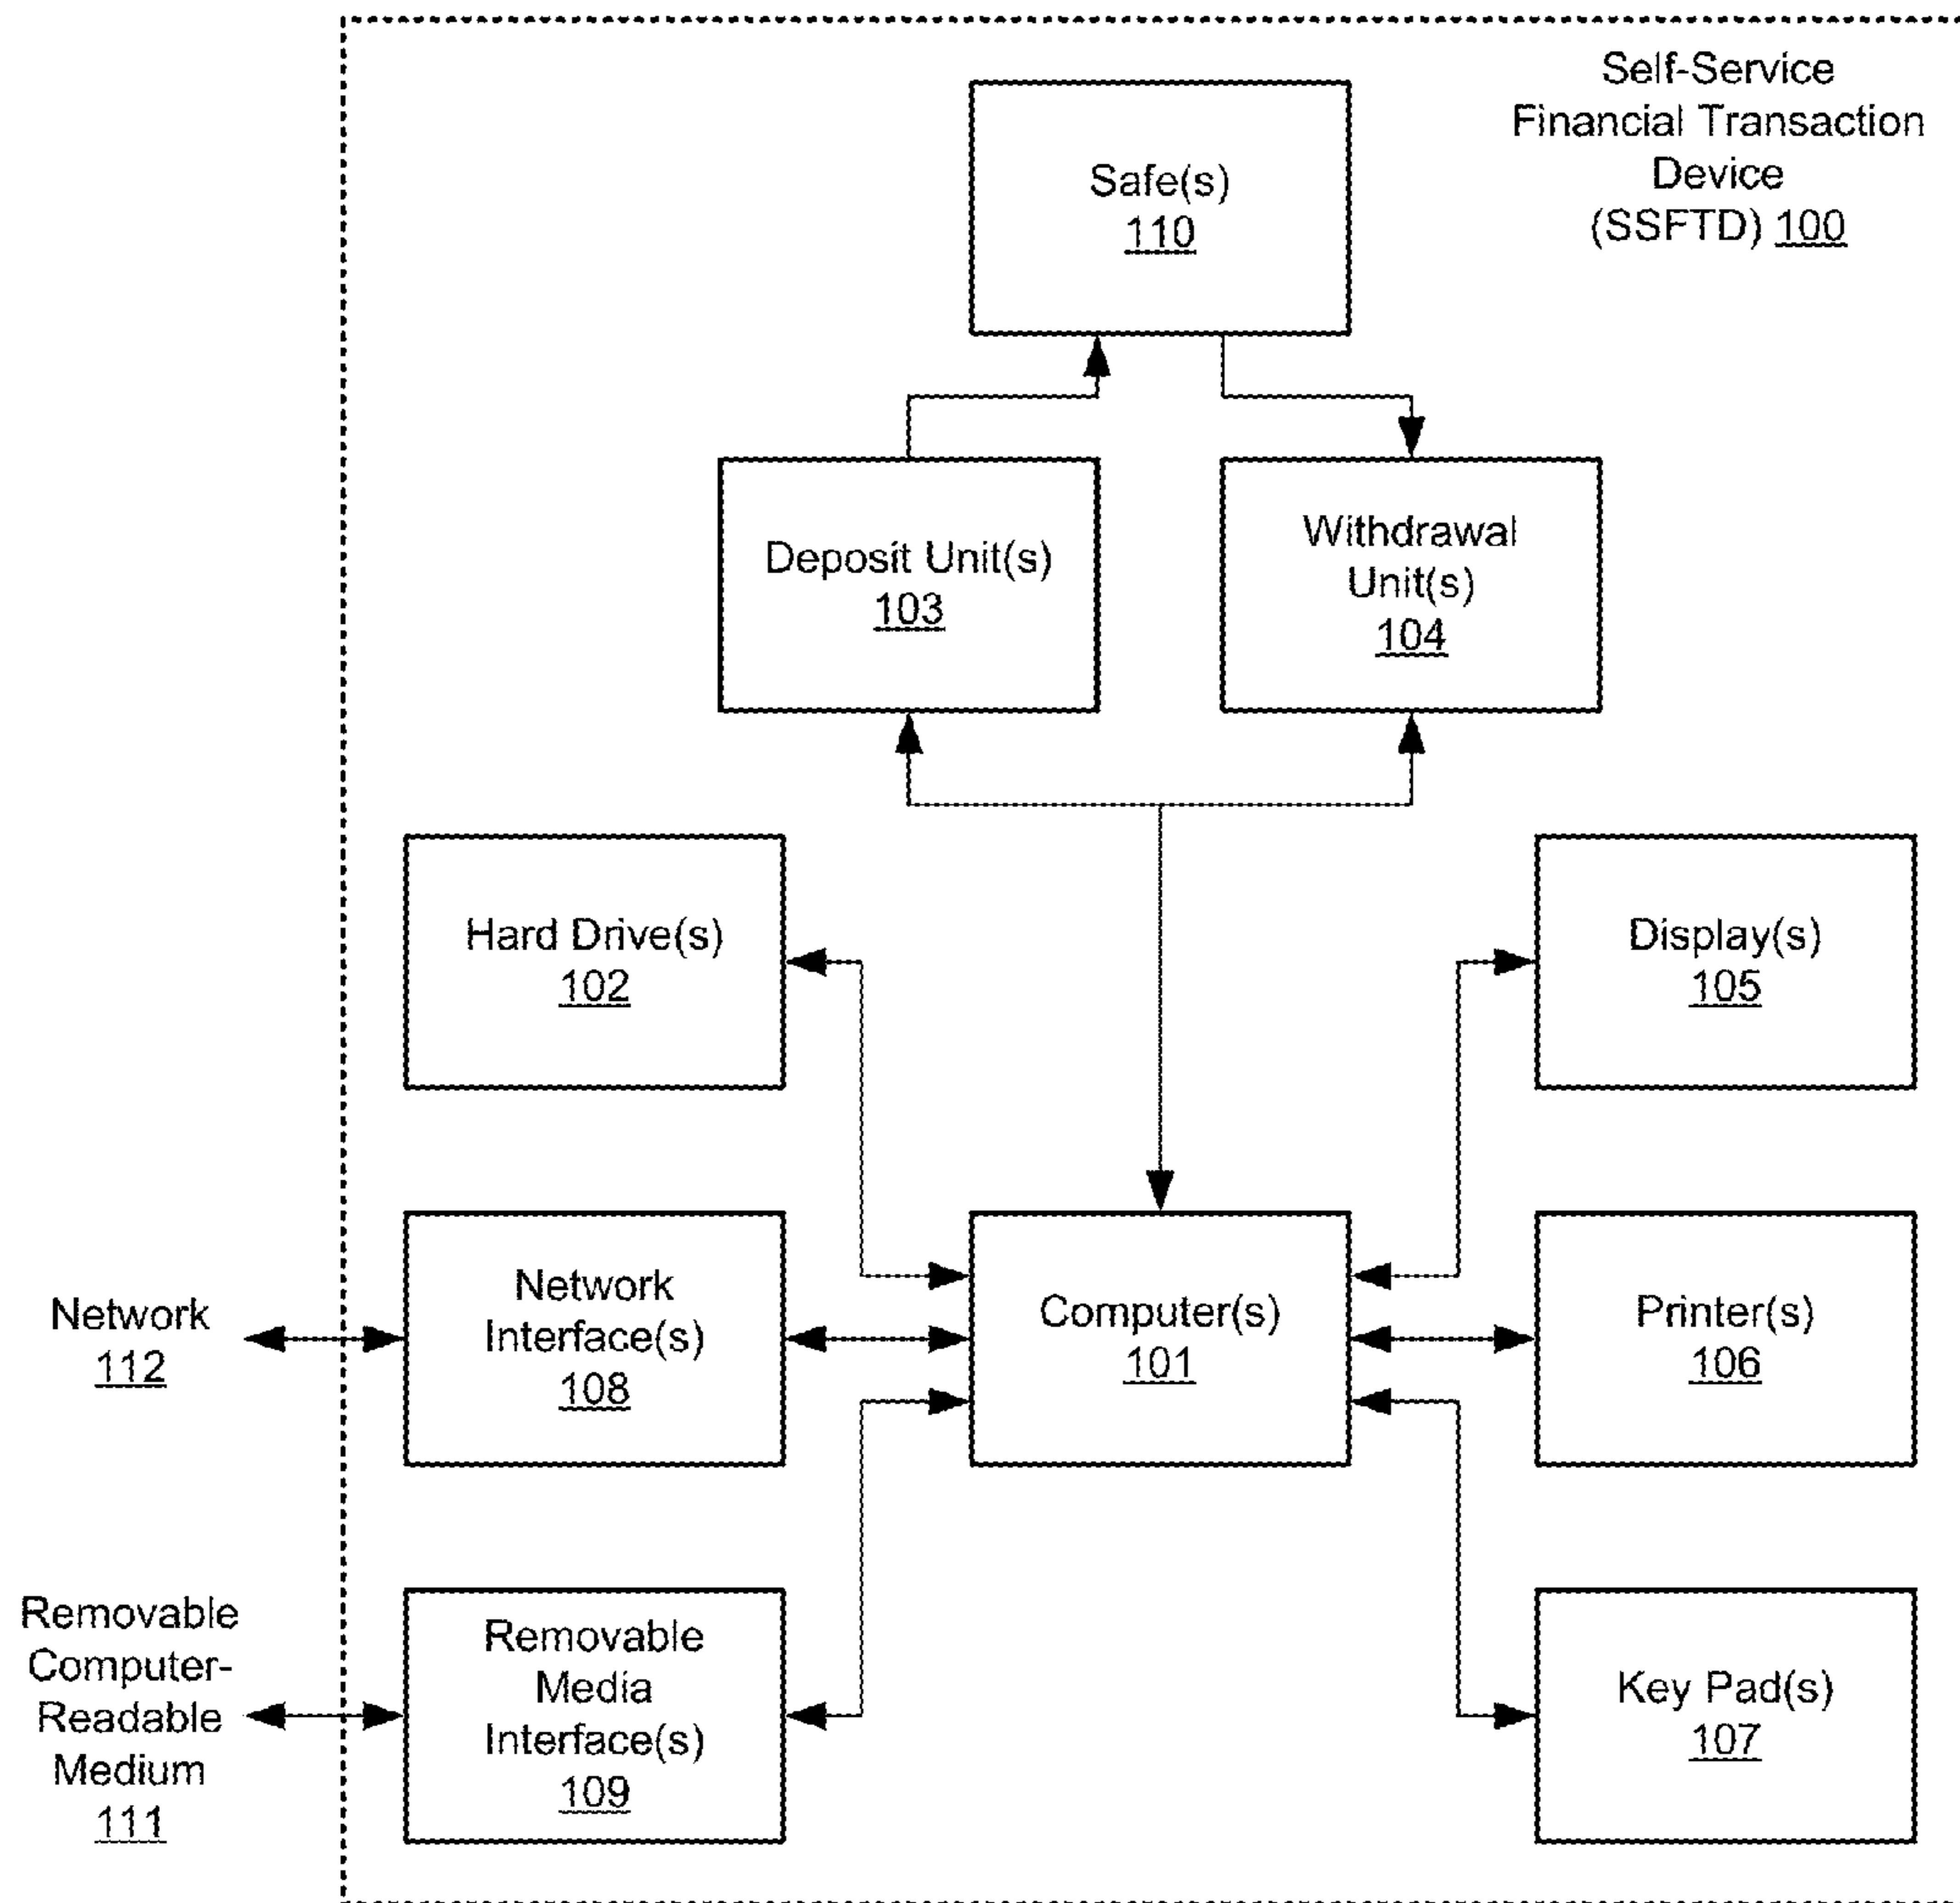 Self-Service
Financial Transaction
Device
(SSFTD) 100
Safe(s)
110
Deposit Unit(s)
103
Withdrawal
Unit(s)
104
Hard Drive(s)
102
Display(s)
105
Network
112
Network
Interface(s)
108
Computer(s)
101
Printer(s)
106
Removable
Computer-
Readable
Medium
111
Removable
Media
Interface(s)
109
Key Pad(s)
107